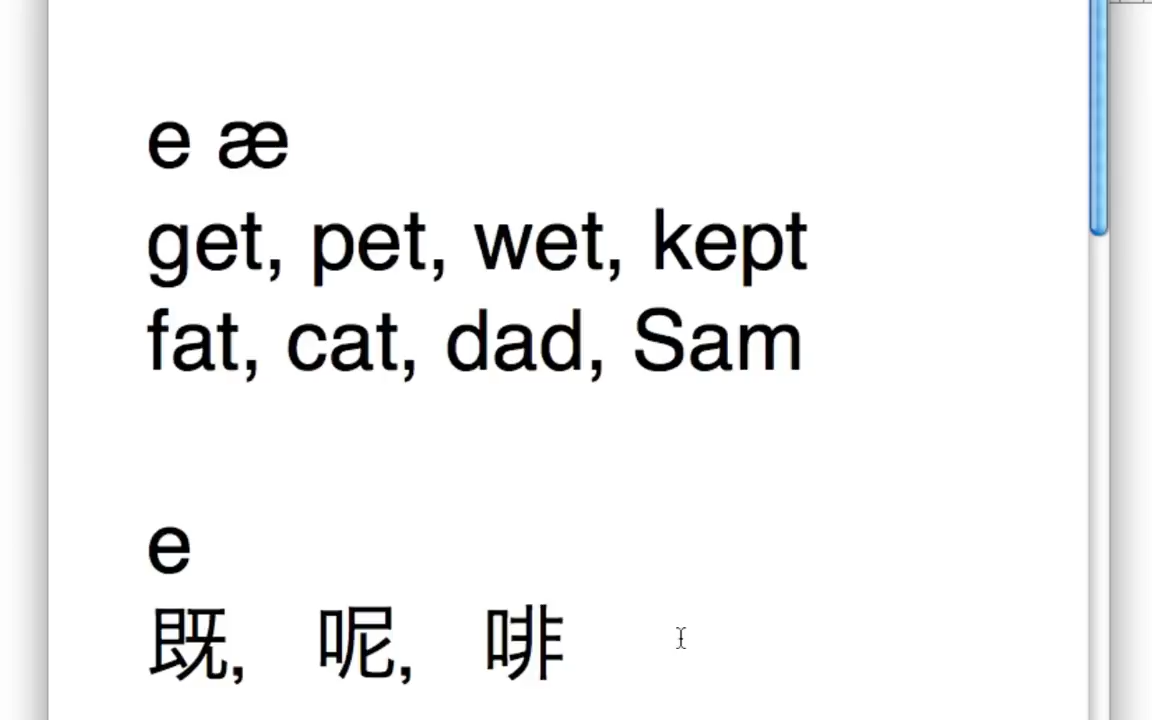 e æ
get, pet, wet, kept
fat, cat, dad, Sam
e
既, 呢, 啡